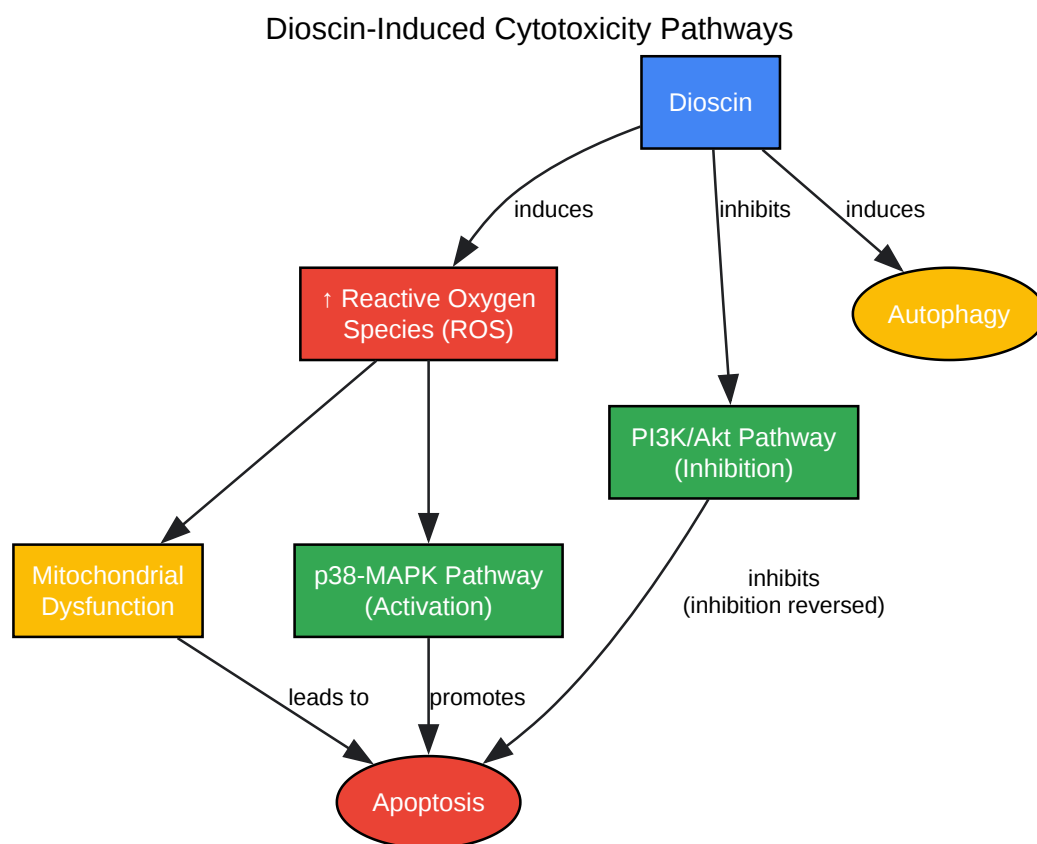 Dioscin-Induced Cytotoxicity Pathways
Dioscin
induces
inhibits
induces
↑ Reactive Oxygen
Species (ROS)
Autophagy
PI3K/Akt Pathway
(Inhibition)
Mitochondrial
Dysfunction
p38-MAPK Pathway
(Activation)
inhibits
(inhibition reversed)
leads to
promotes
Apoptosis